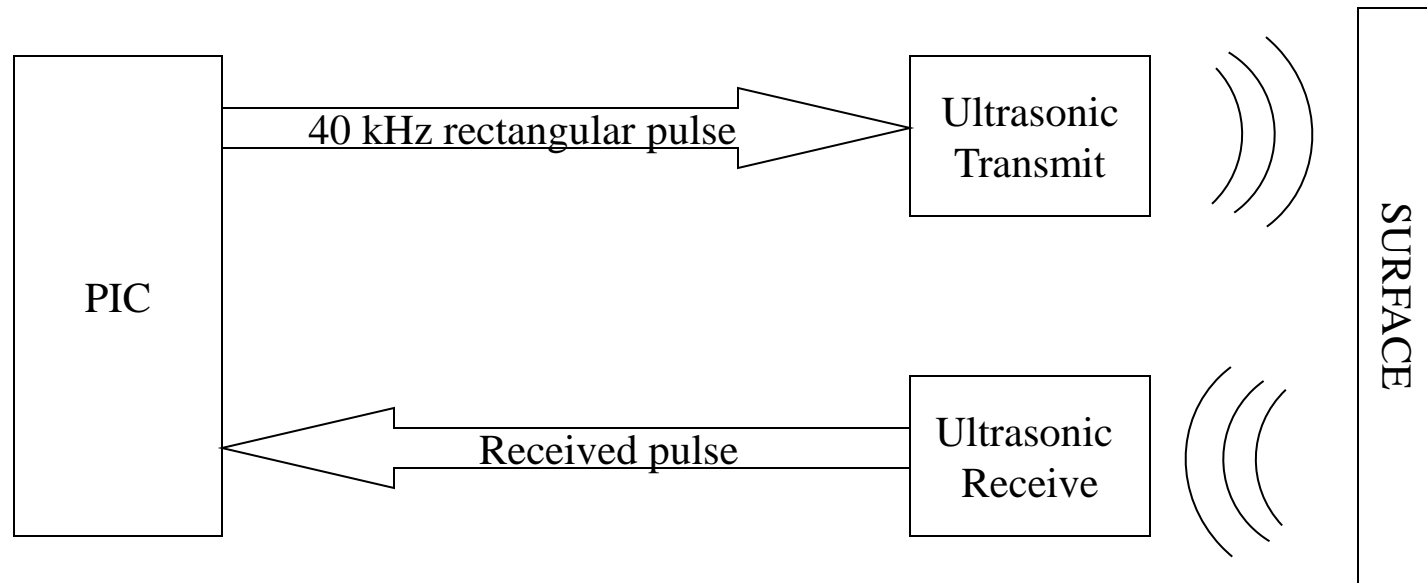 40 kHz rectangular pulse
Ultrasonic
Transmit
PIC
SURFACE
Received pulse
Ultrasonic
Receive